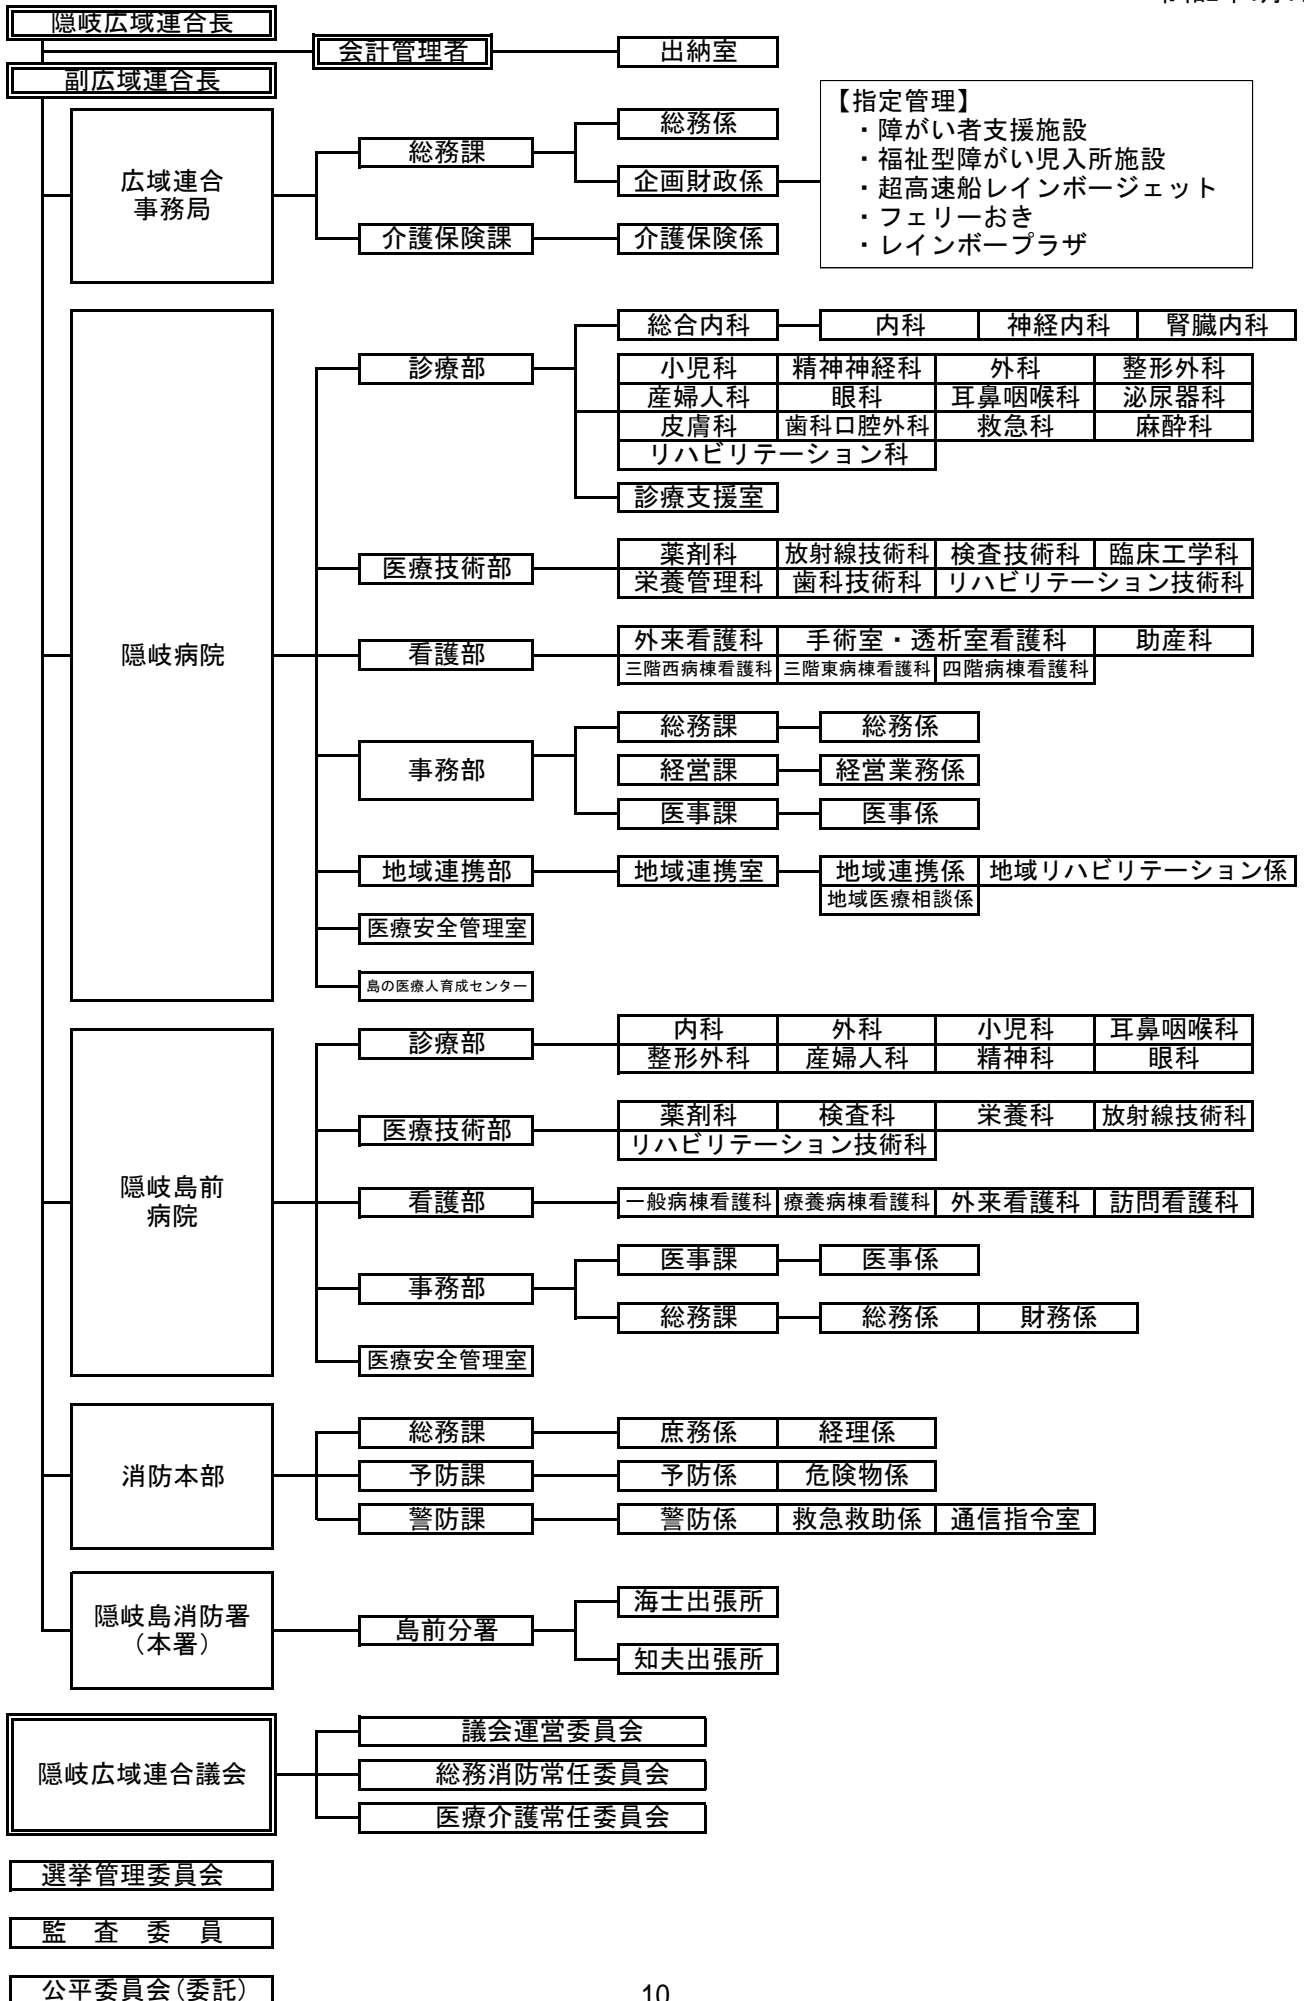 隠岐広域連合長
会計管理者
出納室
副広域連合長
広域連合
事務局
総務課
総務係
企画財政係
【指定管理】
・障がい者支援施設
・福祉型障がい児入所施設
・超高速船レインボージェット
・フェリーおき
・レインボープラザ
介護保険課
介護保険係
隠岐病院
診療部
総合内科
内科
神経内科
腎臓内科
小児科
精神神経科
外科
整形外科
産婦人科
眼科
耳鼻咽喉科
泌尿器科
皮膚科
歯科口腔外科
救急科
麻酔科
リハビリテーション科
診療支援室
医療技術部
薬剤科
放射線技術科
検査技術科
臨床工学科
栄養管理科
歯科技術科
リハビリテーション技術科
看護部
外来看護科
手術室・透析室看護科
助産科
三階西病棟看護科
三階東病棟看護科
四階病棟看護科
事務部
総務課
総務係
経営課
経営業務係
医事課
医事係
地域連携部
地域連携室
地域連携係
地域リハビリテーション係
地域医療相談係
医療安全管理室
島の医療人育成センター
隠岐島前
病院
診療部
内科
外科
小児科
耳鼻咽喉科
整形外科
産婦人科
精神科
眼科
医療技術部
薬剤科
検査科
栄養科
放射線技術科
リハビリテーション技術科
看護部
一般病棟看護科
療養病棟看護科
外来看護科
訪問看護科
事務部
医事課
医事係
総務課
総務係
財務係
医療安全管理室
消防本部
総務課
庶務係
経理係
予防課
予防係
危険物係
警防課
警防係
救急救助係
通信指令室
隠岐島消防署
(本署)
島前分署
海士出張所
知夫出張所
隠岐広域連合議会
議会運営委員会
総務消防常任委員会
医療介護常任委員会
選挙管理委員会
監 査 委 員
公平委員会(委託)
10